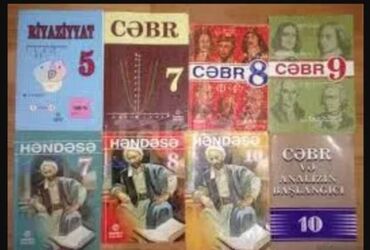 RİYAZİYYAT
5
CƏBR
7
CƏBR 8
CƏBR 9
HƏNDƏSƏ
7
HƏNDƏSƏ
8
HƏNDƏSƏ
10
CƏBR
VƏ
ANALİZİN
BAŞLANĞICI
10